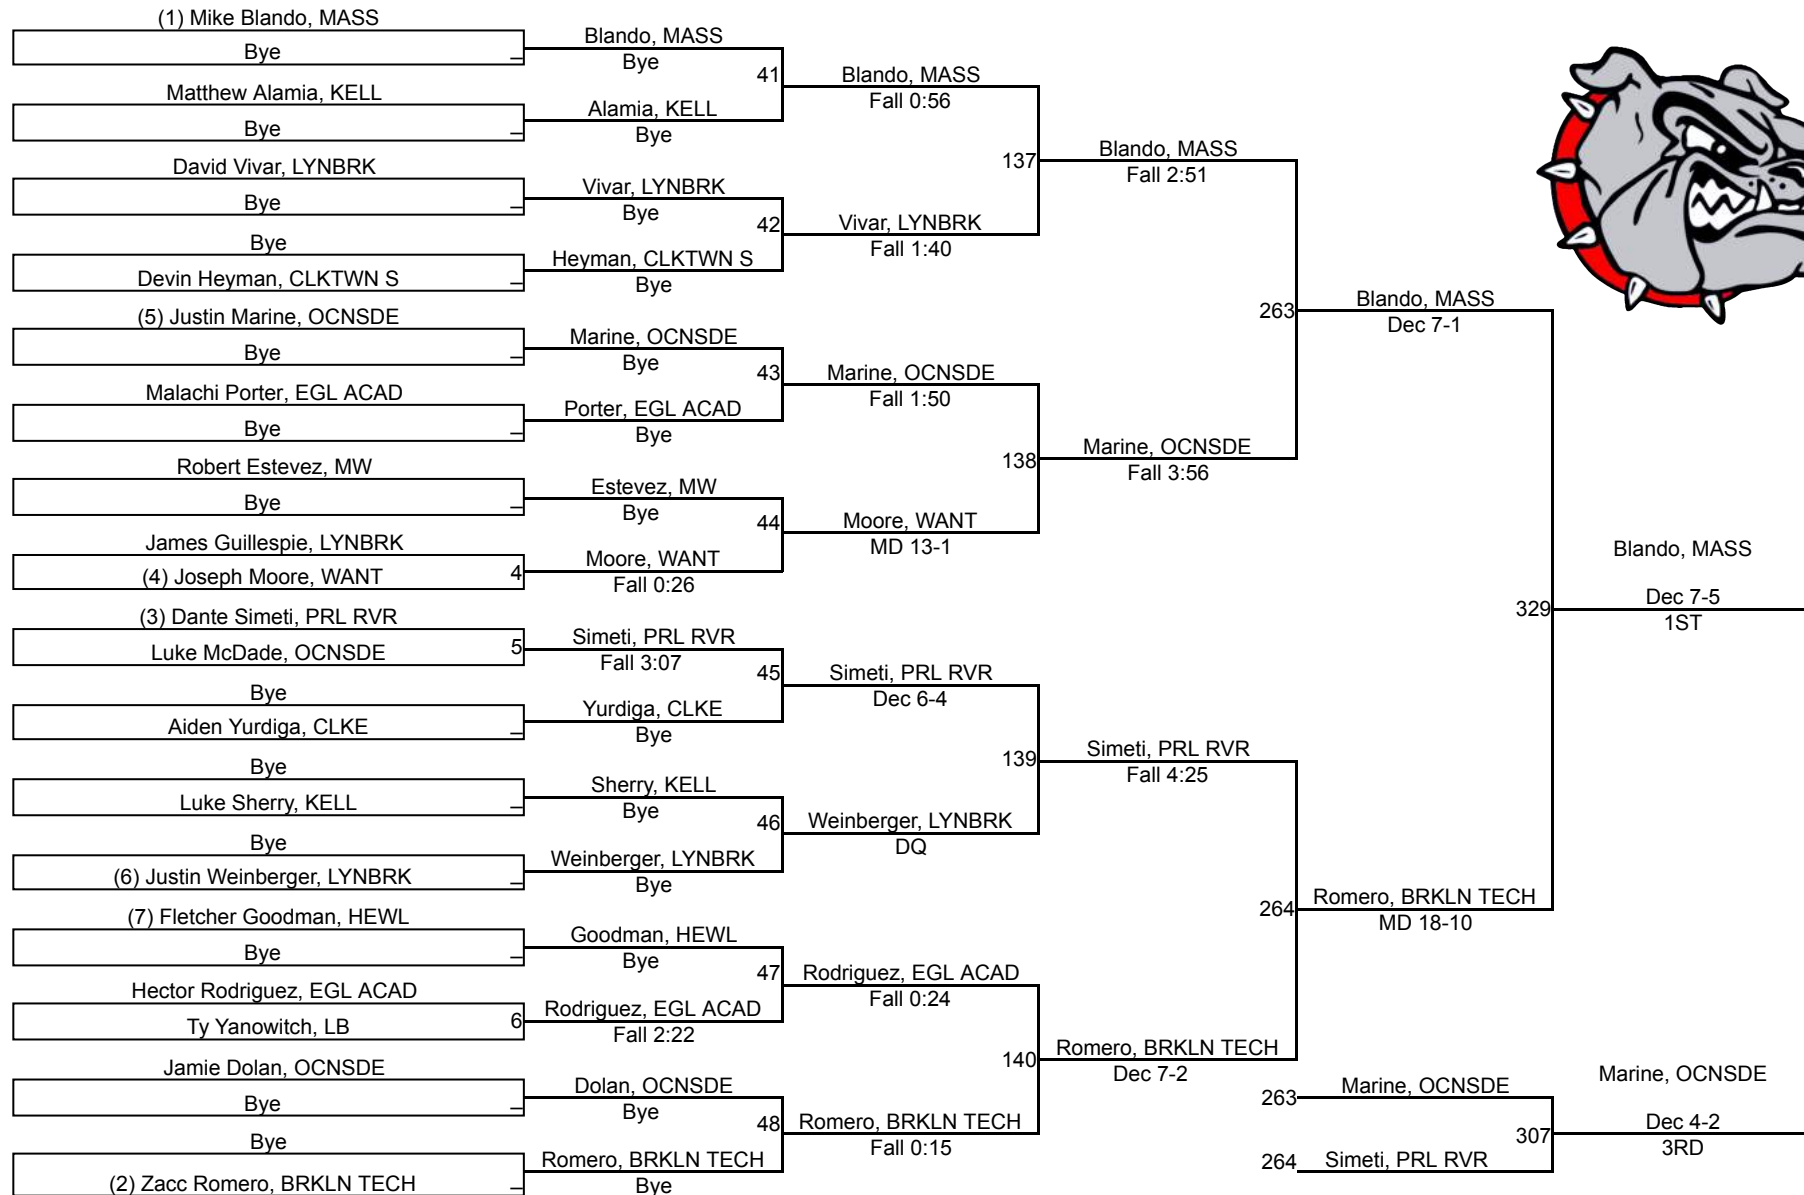 (1) Mike Blando, MASS
Bye
Matthew Alamia, KELL
Bye
David Vivar, LYNBRK
Bye
Bye
Devin Heyman, CLKTWN S
(5) Justin Marine, OCNSDE
Bye
Malachi Porter, EGL ACAD
Bye
Robert Estevez, MW
Bye
James Guillespie, LYNBRK
(4) Joseph Moore, WANT
4
(3) Dante Simeti, PRL RVR
Luke McDade, OCNSDE
5
Bye
Aiden Yurdiga, CLKE
Bye
Luke Sherry, KELL
Bye
(6) Justin Weinberger, LYNBRK
(7) Fletcher Goodman, HEWL
Bye
Hector Rodriguez, EGL ACAD
Ty Yanowitch, LB
6
Jamie Dolan, OCNSDE
Bye
Bye
(2) Zacc Romero, BRKLN TECH
Blando, MASS
Bye
41
Alamia, KELL
Bye
Vivar, LYNBRK
Bye
42
Heyman, CLKTWN S
Bye
Marine, OCNSDE
Bye
43
Porter, EGL ACAD
Bye
Estevez, MW
Bye
44
Moore, WANT
Fall 0:26
Simeti, PRL RVR
Fall 3:07
45
Yurdiga, CLKE
Bye
Sherry, KELL
Bye
46
Weinberger, LYNBRK
Bye
Goodman, HEWL
Bye
47
Rodriguez, EGL ACAD
Fall 2:22
Dolan, OCNSDE
Bye
48
Romero, BRKLN TECH
Bye
Blando, MASS
Fall 0:56
137
Vivar, LYNBRK
Fall 1:40
Marine, OCNSDE
Fall 1:50
138
Moore, WANT
MD 13-1
Simeti, PRL RVR
Dec 6-4
139
Weinberger, LYNBRK
DQ
Rodriguez, EGL ACAD
Fall 0:24
140
Romero, BRKLN TECH
Fall 0:15
Blando, MASS
Fall 2:51
263
Marine, OCNSDE
Fall 3:56
Simeti, PRL RVR
Fall 4:25
264
Romero, BRKLN TECH
Dec 7-2
Blando, MASS
Dec 7-1
329
Romero, BRKLN TECH
MD 18-10
Blando, MASS
Dec 7-5
1ST
263
Marine, OCNSDE
307
264
Simeti, PRL RVR
Marine, OCNSDE
Dec 4-2
3RD